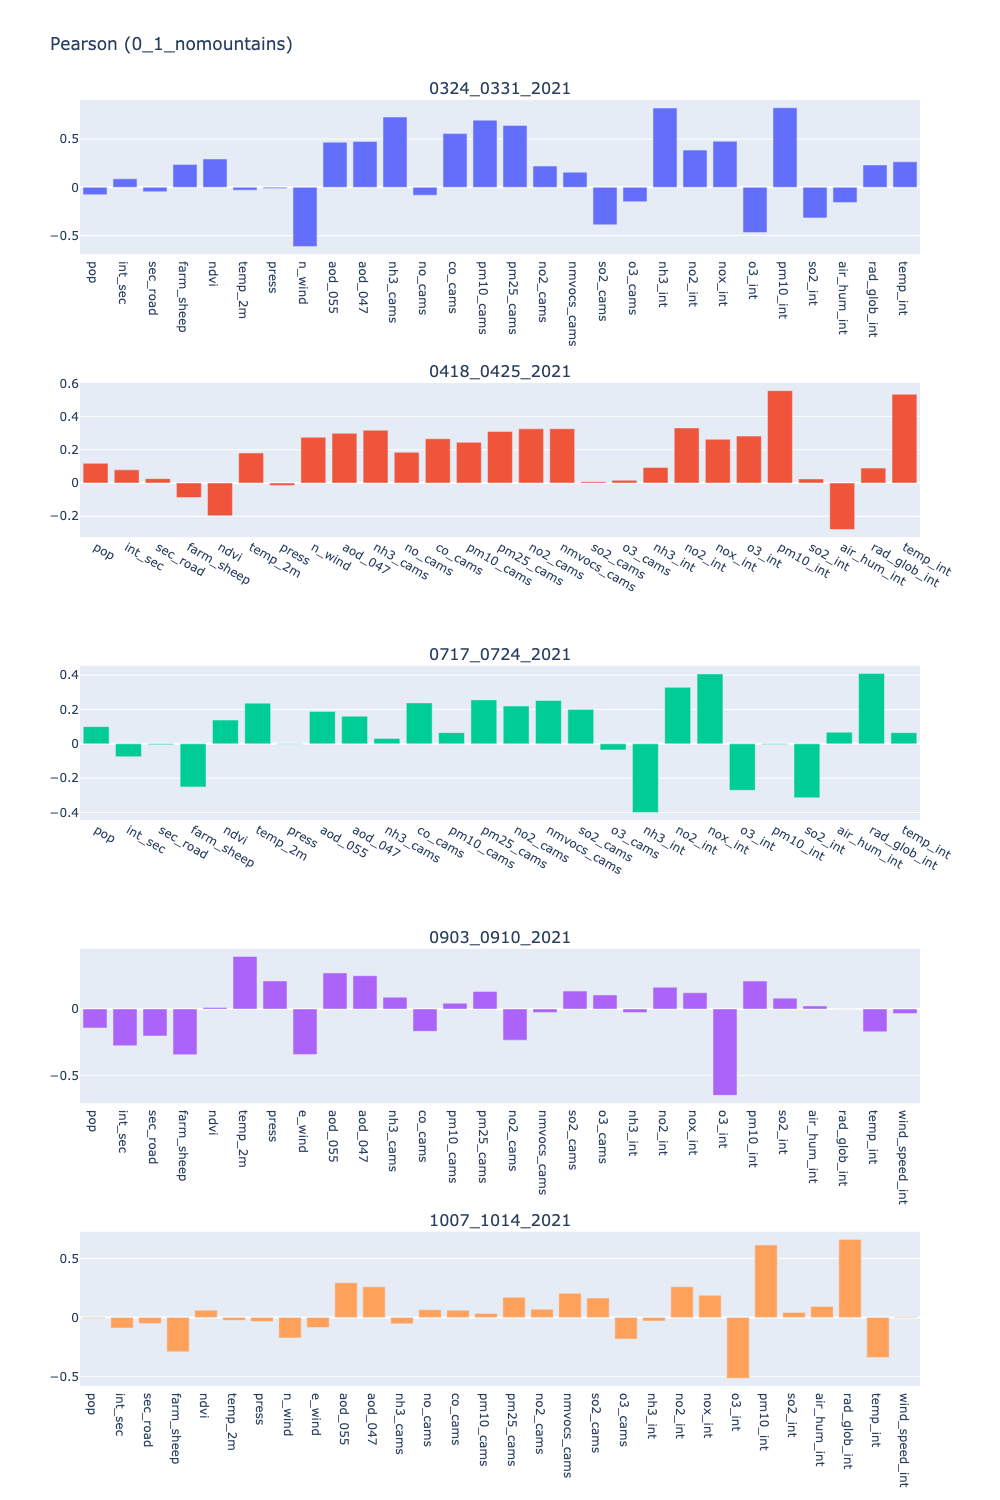 Pearson (0_1_nomountains)
0324_0331_2021
0.5
0
−0.5
pop
int_sec
sec_road
farm_sheep
ndvi
temp_2m
press
n_wind
aod_055
aod_047
nh3_cams
no_cams
co_cams
pm10_cams
pm25_cams
no2_cams
nmvocs_cams
so2_cams
o3_cams
nh3_int
no2_int
nox_int
o3_int
pm10_int
so2_int
air_hum_int
rad_glob_int
temp_int
0418_0425_2021
0.6
0.4
0.2
0
−0.2
pop
int_sec
sec_road
farm_sheep
ndvi
temp_2m
press
n_wind
aod_047
nh3_cams
no_cams
co_cams
pm10_cams
pm25_cams
no2_cams
nmvocs_cams
so2_cams
o3_cams
nh3_int
no2_int
nox_int
o3_int
pm10_int
so2_int
air_hum_int
rad_glob_int
temp_int
0717_0724_2021
0.4
0.2
0
−0.2
−0.4
pop
int_sec
sec_road
farm_sheep
ndvi
temp_2m
press
aod_055
aod_047
nh3_cams
co_cams
pm10_cams
pm25_cams
no2_cams
nmvocs_cams
so2_cams
o3_cams
nh3_int
no2_int
nox_int
o3_int
pm10_int
so2_int
air_hum_int
rad_glob_int
temp_int
0903_0910_2021
0
−0.5
pop
int_sec
sec_road
farm_sheep
ndvi
temp_2m
press
e_wind
aod_055
aod_047
nh3_cams
co_cams
pm10_cams
pm25_cams
no2_cams
nmvocs_cams
so2_cams
o3_cams
nh3_int
no2_int
nox_int
o3_int
pm10_int
so2_int
air_hum_int
rad_glob_int
temp_int
wind_speed_int
1007_1014_2021
0.5
0
−0.5
pop
int_sec
sec_road
farm_sheep
ndvi
temp_2m
press
n_wind
e_wind
aod_055
aod_047
nh3_cams
no_cams
co_cams
pm10_cams
pm25_cams
no2_cams
nmvocs_cams
so2_cams
o3_cams
nh3_int
no2_int
nox_int
o3_int
pm10_int
so2_int
air_hum_int
rad_glob_int
temp_int
wind_speed_int